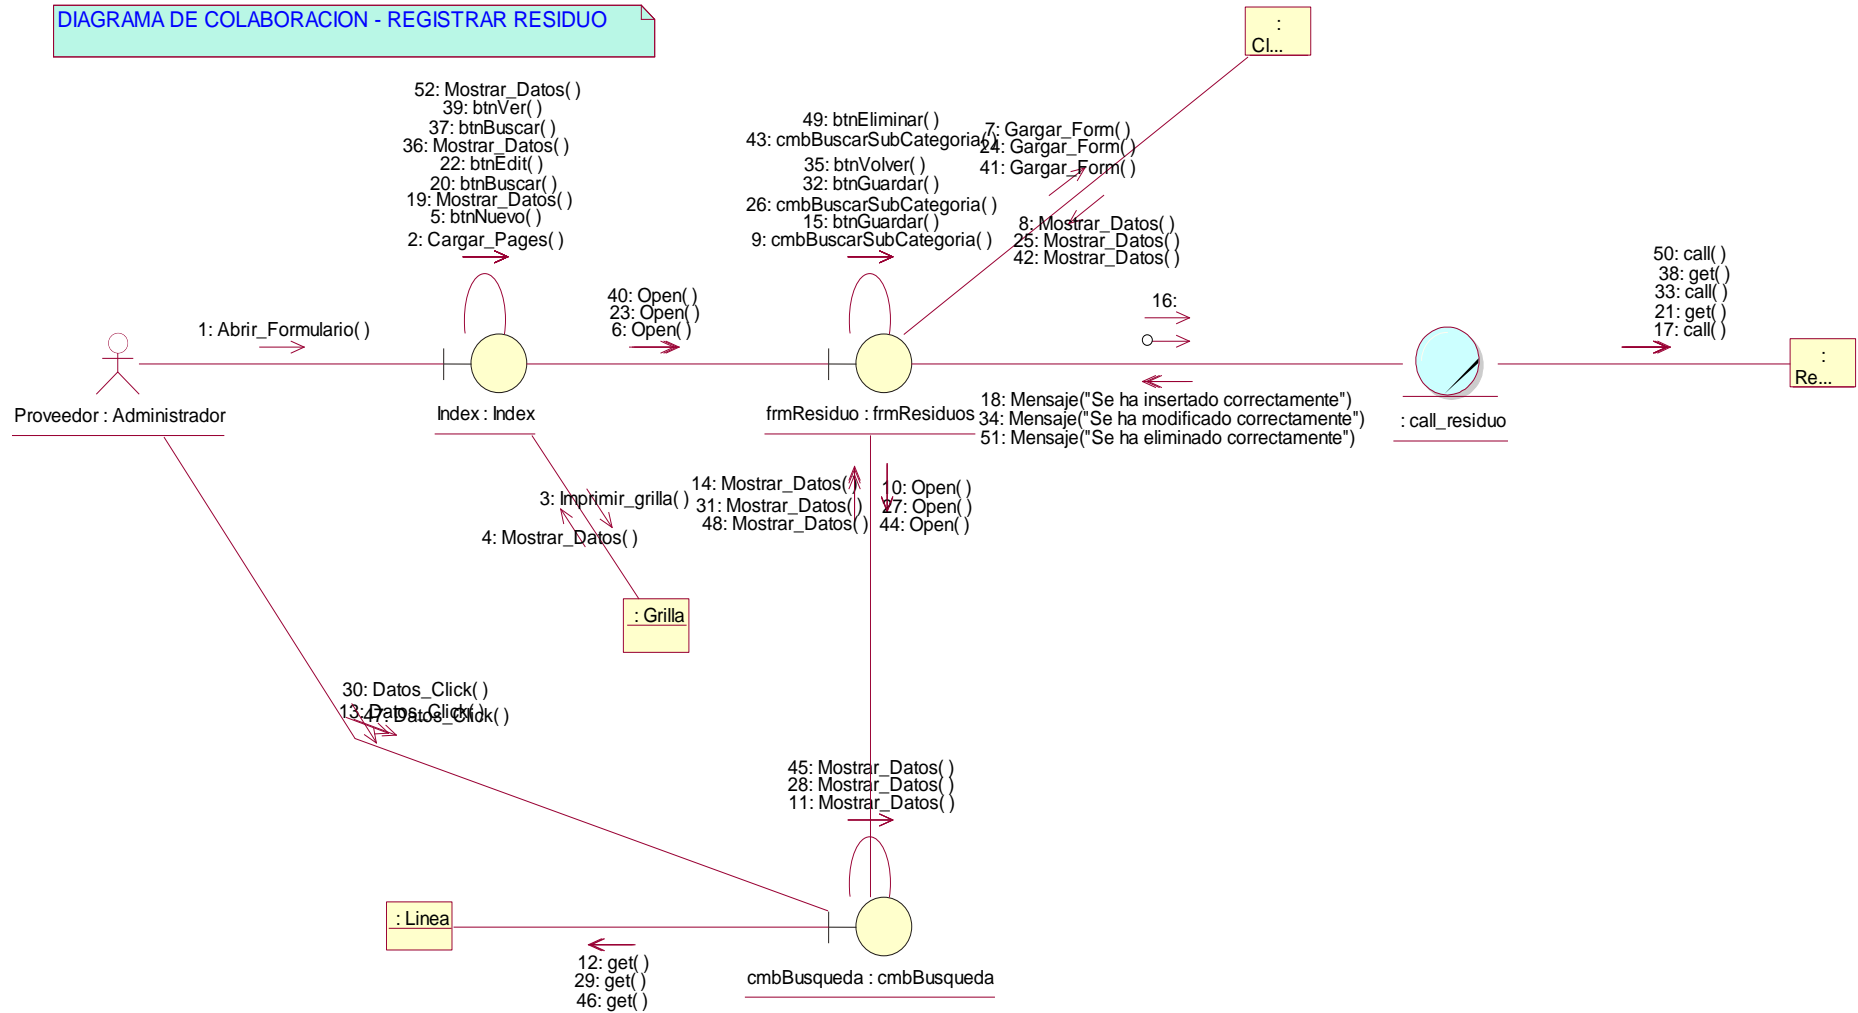 DIAGRAMA DE COLABORACION - REGISTRAR RESIDUO
:
Cl...
52: Mostrar_Datos( )
39: btnVer( )
37: btnBuscar( )
36: Mostrar_Datos( )
22: btnEdit( )
20: btnBuscar( )
19: Mostrar_Datos( )
5: btnNuevo( )
2: Cargar_Pages( )
49: btnEliminar( )
43: cmbBuscarSubCategoria( )
35: btnVolver( )
32: btnGuardar( )
26: cmbBuscarSubCategoria( )
15: btnGuardar( )
9: cmbBuscarSubCategoria( )
7: Gargar_Form( )
24: Gargar_Form( )
41: Gargar_Form( )
8: Mostrar_Datos( )
25: Mostrar_Datos( )
42: Mostrar_Datos( )
50: call( )
38: get( )
33: call( )
21: get( )
17: call( )
40: Open( )
23: Open( )
6: Open( )
16:
1: Abrir_Formulario( )
:
Re...
Proveedor : Administrador
Index : Index
frmResiduo : frmResiduos
18: Mensaje("Se ha insertado correctamente")
34: Mensaje("Se ha modificado correctamente")
51: Mensaje("Se ha eliminado correctamente")
: call_residuo
3: Imprimir_grilla( )
4: Mostrar_Datos( )
14: Mostrar_Datos( )
31: Mostrar_Datos( )
48: Mostrar_Datos( )
10: Open( )
27: Open( )
44: Open( )
: Grilla
30: Datos_Click( )
13: Datos_Click( )
47: Datos_Click( )
45: Mostrar_Datos( )
28: Mostrar_Datos( )
11: Mostrar_Datos( )
: Linea
12: get( )
29: get( )
46: get( )
cmbBusqueda : cmbBusqueda